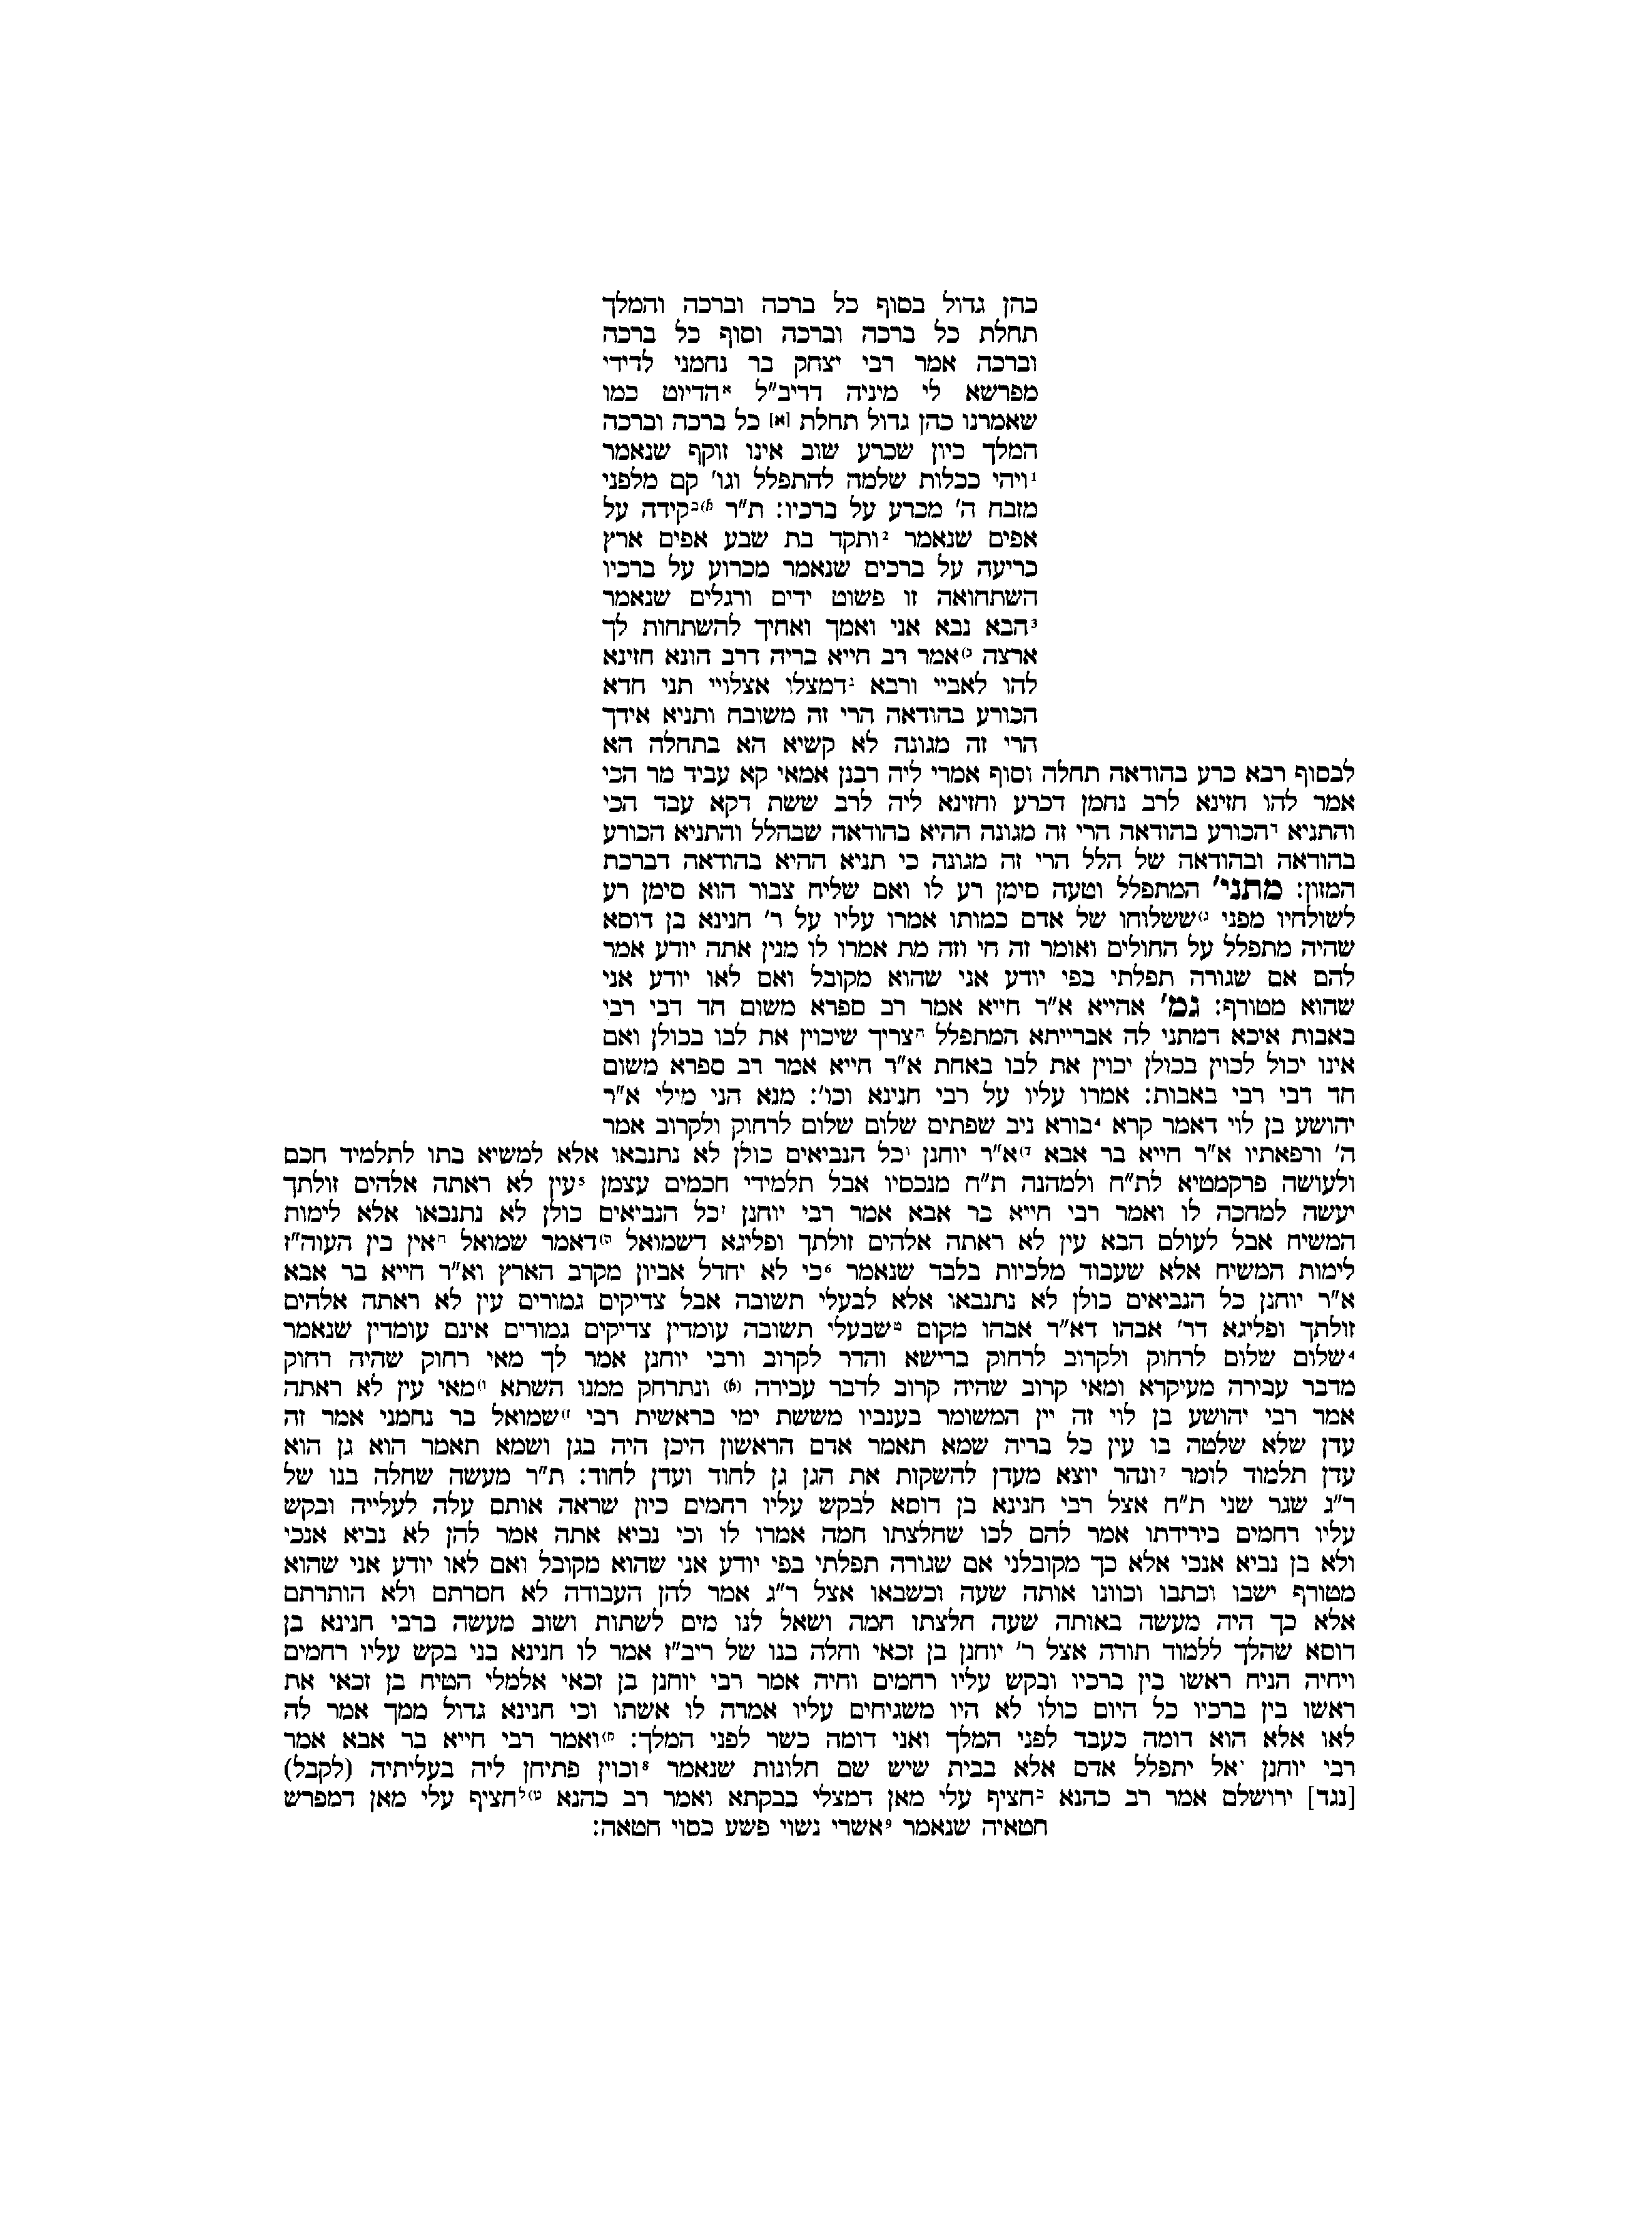 כהן גדול בסוף כל ברכה וברכה והמלך
תחלת כל ברכה וברכה וסוף כל ברכה
וברכה אמר רבי יצחק בר נחמני לדידי
מפרשא לי מיניה דריב"ל אהדיוט כמו
שאמרנו כהן גדול תחלת [א] כל ברכה וברכה
המלך כיון שכרע שוב אינו זוקף שנאמר
1ויהי ככלות שלמה להתפלל וגו' קם מלפני
מזבח ה' מכרע על ברכיו: ת"ר א)בקידה על
אפים שנאמר 2ותקד בת שבע אפים ארץ
כריעה על ברכים שנאמר מכרוע על ברכיו
השתחואה זו פשוט ידים ורגלים שנאמר
3הבא נבא אני ואמך ואחיך להשתחות לך
ארצה ב)אמר רב חייא בריה דרב הונא חזינא
להו לאביי ורבא גדמצלו אצלויי תני חדא
הכורע בהודאה הרי זה משובח ותניא אידך
הרי זה מגונה לא קשיא הא בתחלה הא
לבסוף רבא כרע בהודאה תחלה וסוף אמרי ליה רבנן אמאי קא עביד מר הכי
אמר להו חזינא לרב נחמן דכרע וחזינא ליה לרב ששת דקא עבד הכי
והתניא דהכורע בהודאה הרי זה מגונה ההיא בהודאה שבהלל והתניא הכורע
בהודאה ובהודאה של הלל הרי זה מגונה כי תניא ההיא בהודאה דברכת
המזון: מתני' המתפלל וטעה סימן רע לו ואם שליח צבור הוא סימן רע
לשולחיו מפני ג)ששלוחו של אדם כמותו אמרו עליו על ר' חנינא בן דוסא
שהיה מתפלל על החולים ואומר זה חי וזה מת אמרו לו מנין אתה יודע אמר
להם אם שגורה תפלתי בפי יודע אני שהוא מקובל ואם לאו יודע אני
שהוא מטורף: גמ' אהייא א"ר חייא אמר רב ספרא משום חד דבי רבי
באבות איכא דמתני לה אברייתא המתפלל הצריך שיכוין את לבו בכולן ואם
אינו יכול לכוין בכולן יכוין את לבו באחת א"ר חייא אמר רב ספרא משום
חד דבי רבי באבות: אמרו עליו על רבי חנינא וכו': מנא הני מילי א"ר
יהושע בן לוי דאמר קרא 4בורא ניב שפתים שלום שלום לרחוק ולקרוב אמר
ה' ורפאתיו א"ר חייא בר אבא ד)א"ר יוחנן וכל הנביאים כולן לא נתנבאו אלא למשיא בתו לתלמיד חכם
ולעושה פרקמטיא לת"ח ולמהנה ת"ח מנכסיו אבל תלמידי חכמים עצמן 5עין לא ראתה אלהים זולתך
יעשה למחכה לו ואמר רבי חייא בר אבא אמר רבי יוחנן זכל הנביאים כולן לא נתנבאו אלא לימות
המשיח אבל לעולם הבא עין לא ראתה אלהים זולתך ופליגא דשמואל ה)דאמר שמואל חאין בין העוה"ז
לימות המשיח אלא שעבוד מלכיות בלבד שנאמר 6כי לא יחדל אביון מקרב הארץ וא"ר חייא בר אבא
א"ר יוחנן כל הנביאים כולן לא נתנבאו אלא לבעלי תשובה אבל צדיקים גמורים עין לא ראתה אלהים
זולתך ופליגא דר' אבהו דא"ר אבהו מקום טשבעלי תשובה עומדין צדיקים גמורים אינם עומדין שנאמר
4שלום שלום לרחוק ולקרוב לרחוק ברישא והדר לקרוב ורבי יוחנן אמר לך מאי רחוק שהיה רחוק
מדבר עבירה מעיקרא ומאי קרוב שהיה קרוב לדבר עבירה (א) ונתרחק ממנו השתא ו)מאי עין לא ראתה
אמר רבי יהושע בן לוי זה יין המשומר בענביו מששת ימי בראשית רבי ז)שמואל בר נחמני אמר זה
עדן שלא שלטה בו עין כל בריה שמא תאמר אדם הראשון היכן היה בגן ושמא תאמר הוא גן הוא
עדן תלמוד לומר 7ונהר יוצא מעדן להשקות את הגן גן לחוד ועדן לחוד: ת"ר מעשה שחלה בנו של
ר"ג שגר שני ת"ח אצל רבי חנינא בן דוסא לבקש עליו רחמים כיון שראה אותם עלה לעלייה ובקש
עליו רחמים בירידתו אמר להם לכו שחלצתו חמה אמרו לו וכי נביא אתה אמר להן לא נביא אנכי
ולא בן נביא אנכי אלא כך מקובלני אם שגורה תפלתי בפי יודע אני שהוא מקובל ואם לאו יודע אני שהוא
מטורף ישבו וכתבו וכוונו אותה שעה וכשבאו אצל ר"ג אמר להן העבודה לא חסרתם ולא הותרתם
אלא כך היה מעשה באותה שעה חלצתו חמה ושאל לנו מים לשתות ושוב מעשה ברבי חנינא בן
דוסא שהלך ללמוד תורה אצל ר' יוחנן בן זכאי וחלה בנו של ריב"ז אמר לו חנינא בני בקש עליו רחמים
ויחיה הניח ראשו בין ברכיו ובקש עליו רחמים וחיה אמר רבי יוחנן בן זכאי אלמלי הטיח בן זכאי את
ראשו בין ברכיו כל היום כולו לא היו משגיחים עליו אמרה לו אשתו וכי חנינא גדול ממך אמר לה
לאו אלא הוא דומה כעבד לפני המלך ואני דומה כשר לפני המלך: ח)ואמר רבי חייא בר אבא אמר
רבי יוחנן יאל יתפלל אדם אלא בבית שיש שם חלונות שנאמר 8וכוין פתיחן ליה בעליתיה (לקבל)
[נגד] ירושלם אמר רב כהנא כחציף עלי מאן דמצלי בבקתא ואמר רב כהנא ט)לחציף עלי מאן דמפרש
חטאיה שנאמר 9אשרי נשוי פשע כסוי חטאה: